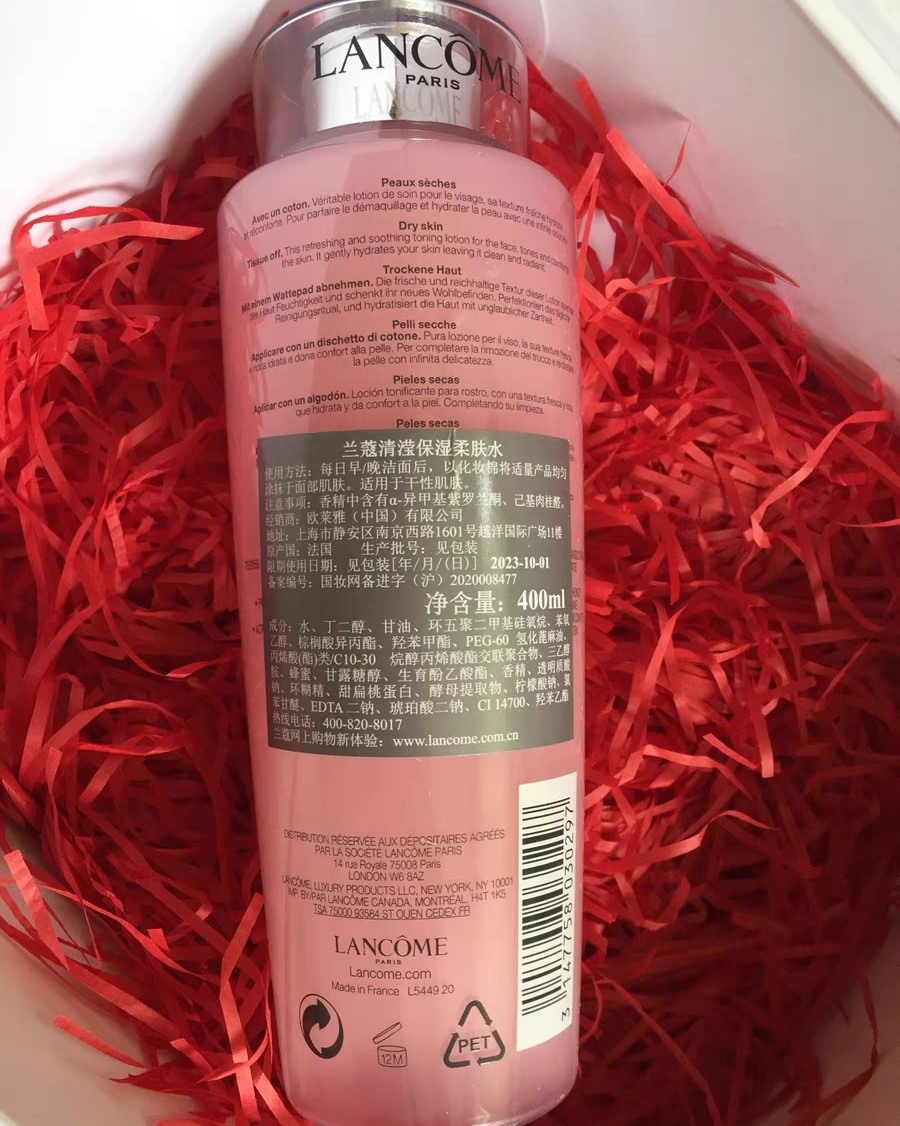 LANCÔME
PARIS
LANCOME
Peaux sèches
Avec un coton. Véritable lotion de soin pour le visage, sa texture fraîche hydrate
et réconforte. Pour parfaire le démaquillage et hydrater la peau avec une infinie douceur.
Dry skin
Tissue off. This refreshing and soothing toning lotion for the face, tones and comforts
the skin. It gently hydrates your skin leaving it clean and radiant.
Trockene Haut
Mit einem Wattepad abnehmen. Die frische und reichhaltige Textur dieser Lotion
der Haut Feuchtigkeit und schenkt ihr neues Wohlbefinden. Perfektioniert das tägliche
Reinigungsritual, und hydratisiert die Haut mit unglaublicher Zartheit.
Pelli secche
Applicare con un dischetto di cotone. Pura lozione per il viso, la sua texture fresca
e ricca idrata e dona confort alla pelle. Per completare la rimozione del trucco e
la pelle con infinita delicatezza.
Pieles secas
Aplicar con un algodón. Loción tonificante para rostro, con una textura fresca y rica,
que hidrata y da confort a la piel. Completando su limpeza.
Peles secas
兰蔻清滢保湿柔肤水
使用方法：每日早/晚洁面后，以化妆棉将适量产品均匀
涂抹于面部肌肤。适用于干性肌肤。
注意事项：香精中含有α-异甲基紫罗兰酮、己基肉桂醛。
经销商：欧莱雅（中国）有限公司
地址：上海市静安区南京西路1601号越洋国际广场11楼
原产国：法国 生产批号：见包装
限期使用日期：见包装[年/月/(日)] 2023-10-01
备案编号：国妆网备进字（沪）2020008477
净含量：400ml
成分：水、丁二醇、甘油、环五聚二甲基硅氧烷、苯氧
乙醇、棕榈酸异丙酯、羟苯甲酯、PEG-60 氢化蓖麻油、
丙烯酸(酯)类/C10-30 烷醇丙烯酸酯交联聚合物、三乙醇
胺、蜂蜜、甘露糖醇、生育酚乙酸酯、香精、透明质酸
钠、环糊精、甜扁桃蛋白、酵母提取物、柠檬酸钠、氯
苯甘醚、EDTA 二钠、琥珀酸二钠、CI 14700、羟苯乙酯
热线电话：400-820-8017
兰蔻网上购物新体验：www.lancome.com.cn
DISTRIBUTION RÉSERVÉE AUX DÉPOSITAIRES AGRÉÉS
PAR LA SOCIÉTÉ LANCÔME PARIS
14 rue Royale 75008 Paris
LONDON W6 8AZ
LANCÔME, LUXURY PRODUCTS LLC, NEW YORK, NY 10001
IMP. BY/PAR LANCÔME CANADA, MONTRÉAL, H4T 1K5
TSA 75000 93584 ST OUEN CEDEX FR
LANCÔME
PARIS
Lancome.com
Made in France L5449 20
12M
PET
3 147758 030297